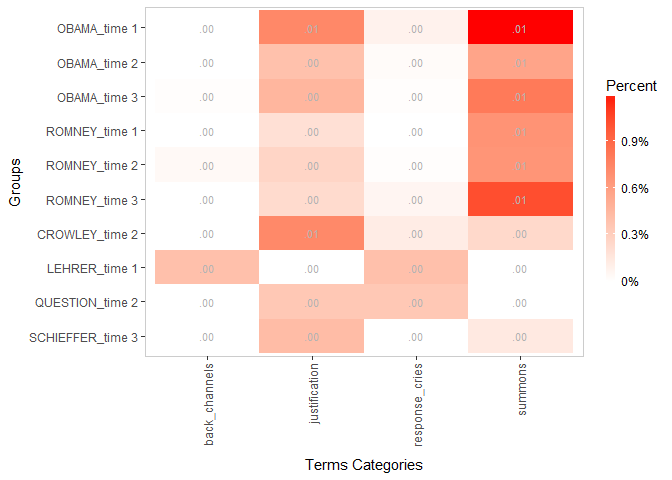 OBAMA_time 1 .00 .01 .00 .01
OBAMA_time 2 .00 .00 .00 .01
OBAMA_time 3 .00 .00 .00 .01
ROMNEY_time 1 .00 .00 .00 .01
ROMNEY_time 2 .00 .00 .00 .01
ROMNEY_time 3 .00 .00 .00 .01
CROWLEY_time 2 .00 .01 .00 .00
LEHRER_time 1 .00 .00 .00 .00
QUESTION_time 2 .00 .00 .00 .00
SCHIEFFER_time 3 .00 .00 .00 .00
Groups
back_channels
justification
response_cries
summons
Terms Categories
Percent
0.9%
0.6%
0.3%
0%